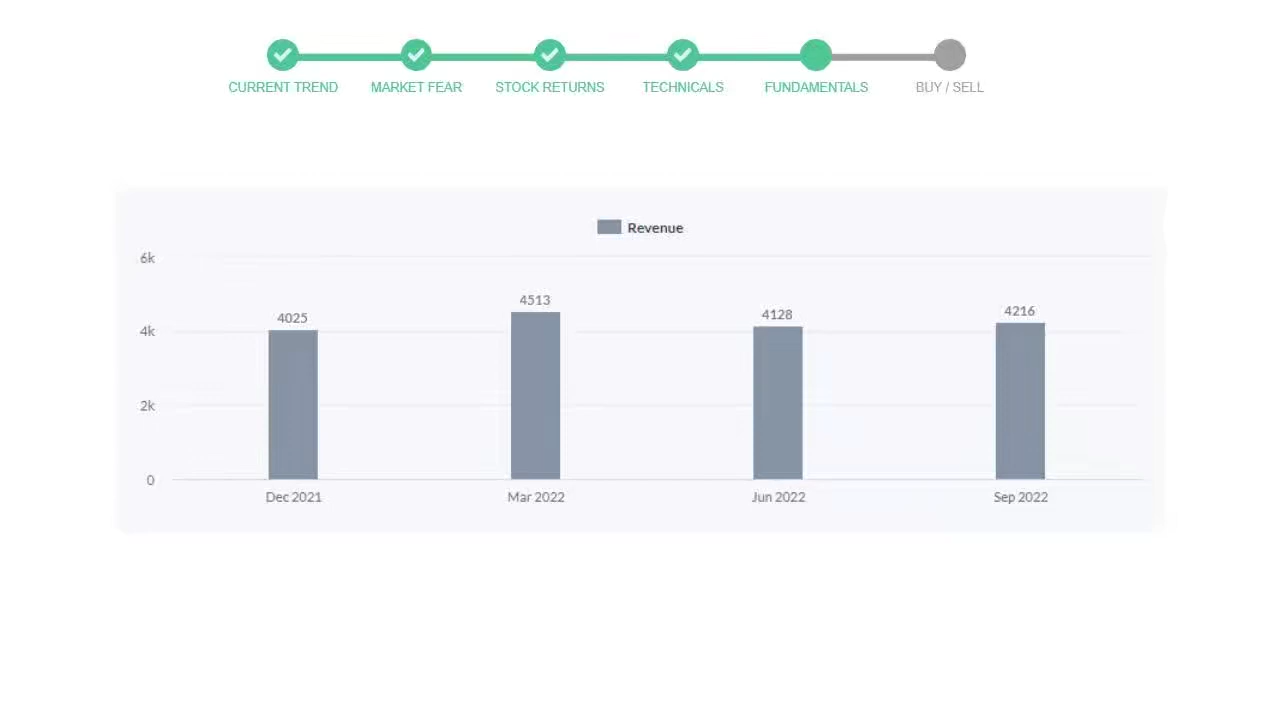 CURRENT TREND MARKET FEAR STOCK RETURNS TECHNICALS FUNDAMENTALS BUY / SELL
Revenue
6k
4513
4025 4128 4216
4k
2k
0
Dec 2021 Mar 2022 Jun 2022 Sep 2022